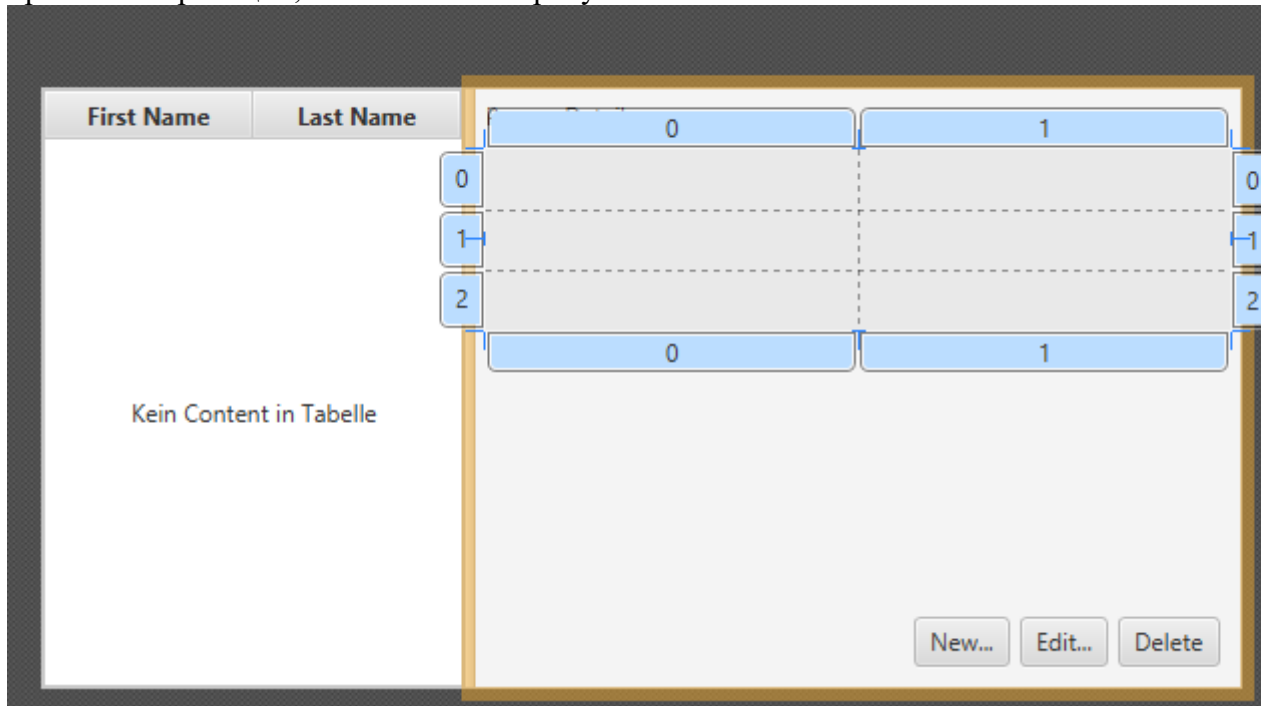 First Name Last Name
0 1
0 0
1 1
2 2
0 1
Kein Content in Tabelle
New... Edit... Delete